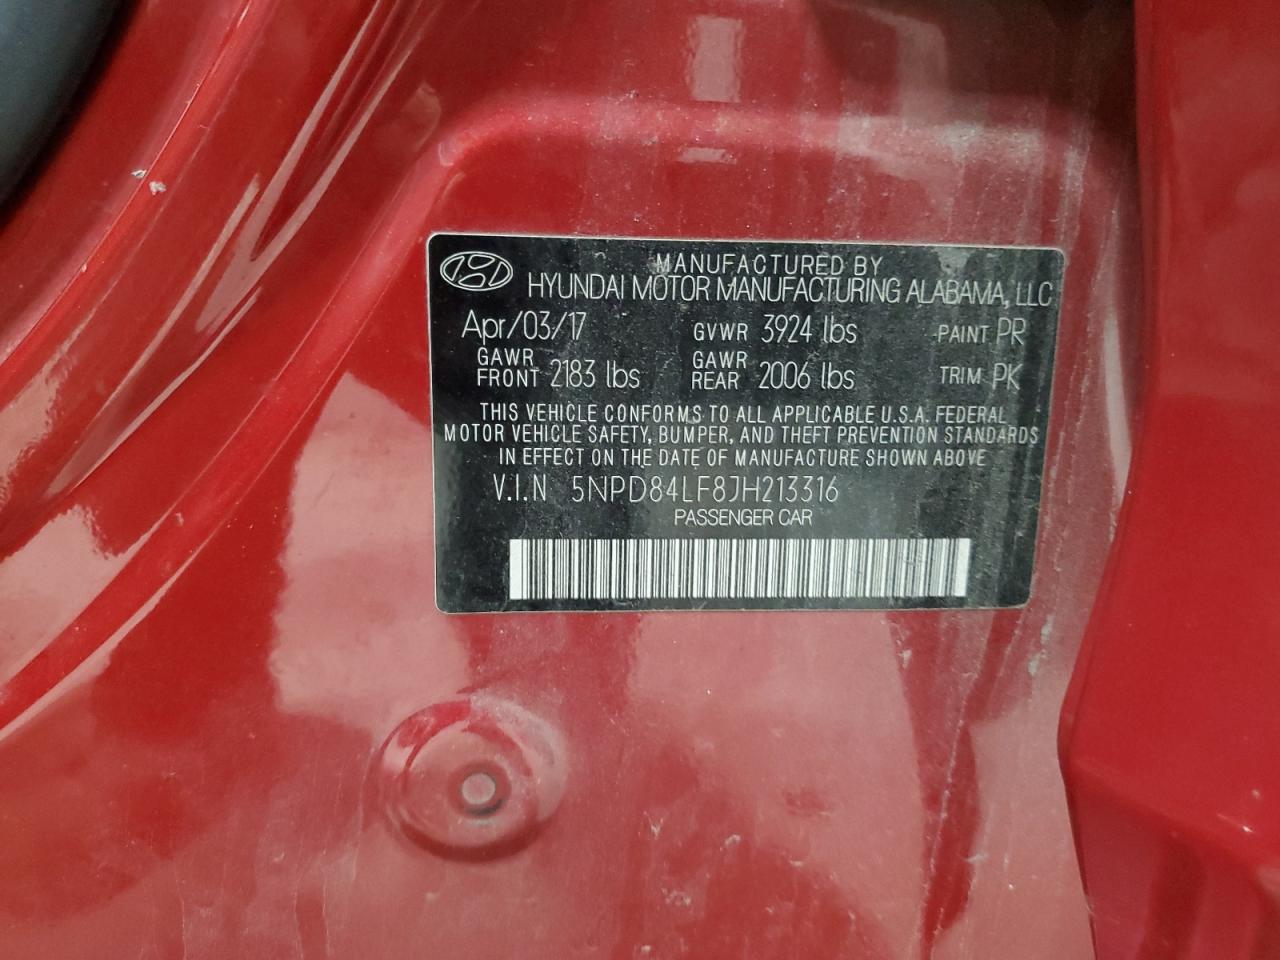 MANUFACTURED BY
HYUNDAI MOTOR MANUFACTURING ALABAMA, LLC
Apr/03/17 GVWR 3924 lbs PAINT PR
GAWR FRONT 2183 lbs GAWR REAR 2006 lbs TRIM PK
THIS VEHICLE CONFORMS TO ALL APPLICABLE U.S.A. FEDERAL
MOTOR VEHICLE SAFETY, BUMPER, AND THEFT PREVENTION STANDARDS
IN EFFECT ON THE DATE OF MANUFACTURE SHOWN ABOVE
V.I.N 5NPD84LF8JH213316
PASSENGER CAR